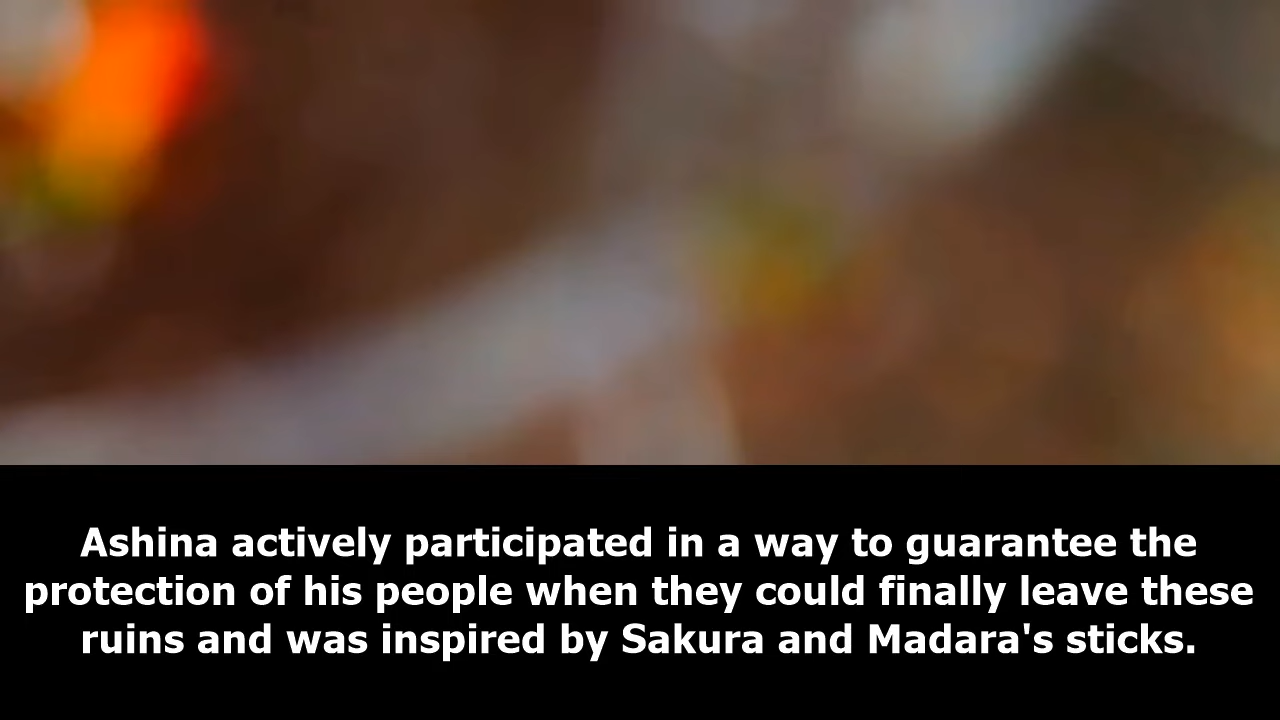 Ashina actively participated in a way to guarantee the
protection of his people when they could finally leave these
ruins and was inspired by Sakura and Madara's sticks.